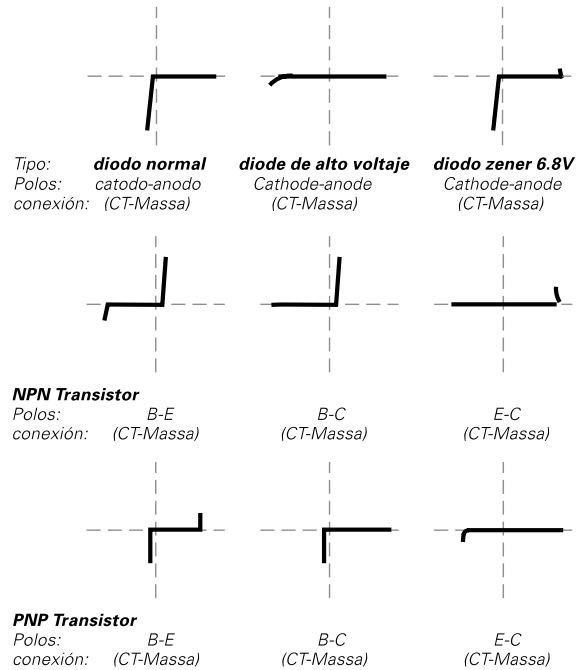 Tipo: diodo normal diode de alto voltaje diodo zener 6.8V
Polos: catodo-anodo Cathode-anode Cathode-anode
conexión: (CT-Massa) (CT-Massa) (CT-Massa)
NPN Transistor
Polos: B-E B-C E-C
conexión: (CT-Massa) (CT-Massa) (CT-Massa)
PNP Transistor
Polos: B-E B-C E-C
conexión: (CT-Massa) (CT-Massa) (CT-Massa)